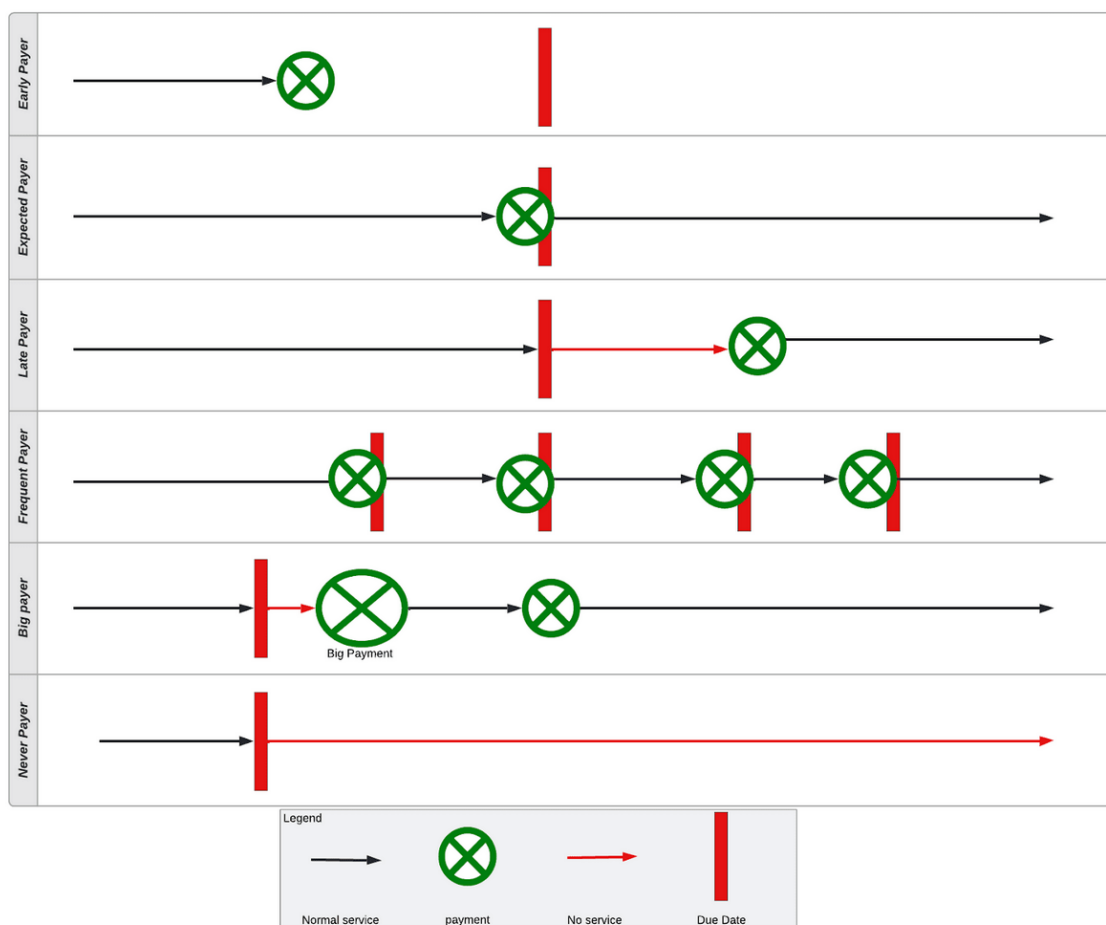 Early Payer
Expected Payer
Late Payer
Frequent Payer
Big payer
Big Payment
Never Payer
Legend
Normal service
payment
No service
Due Date